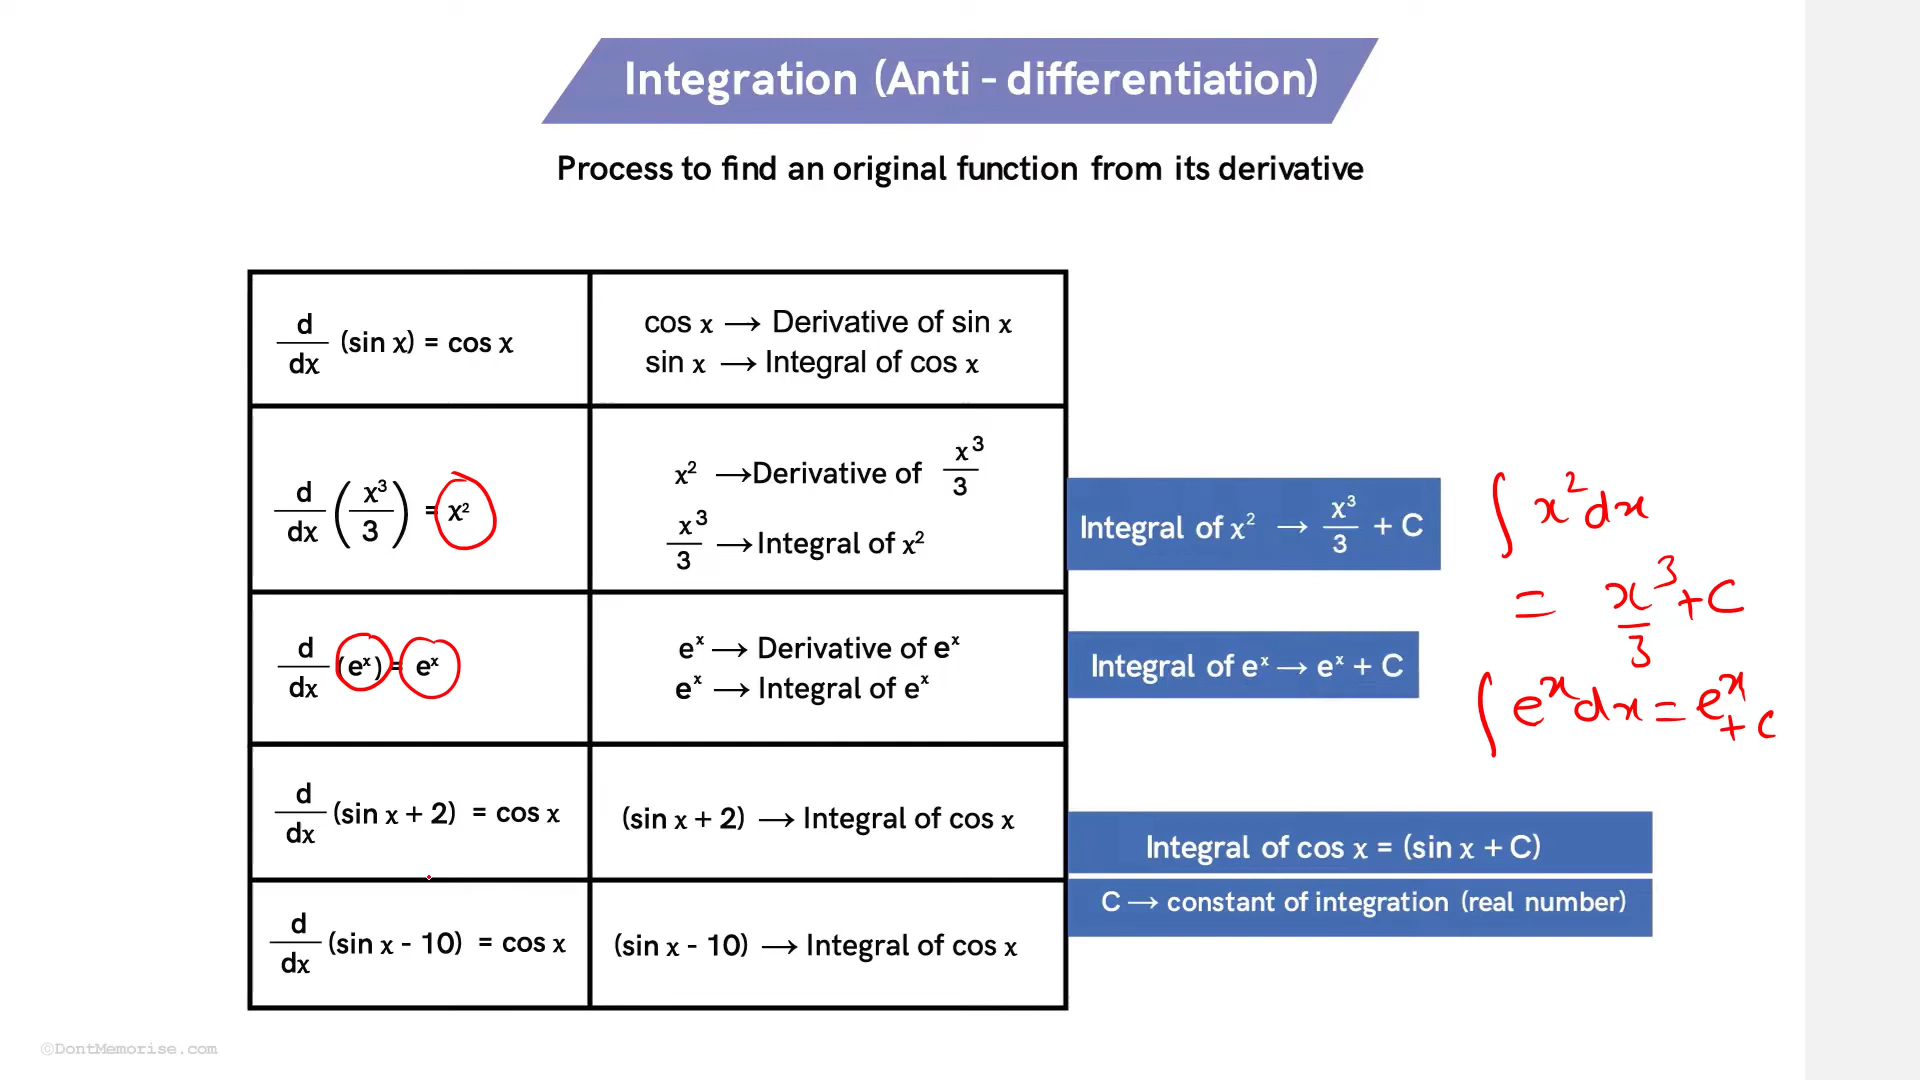 Integration (Anti - differentiation)
Process to find an original function from its derivative
d/dx (sin x) = cos x
cos x → Derivative of sin x
sin x → Integral of cos x
d/dx (x³/3) = x²
x² → Derivative of x³/3
x³/3 → Integral of x²
Integral of x² → x³/3 + C
∫ x² dx
= x³/3 + C
d/dx (eˣ) = eˣ
eˣ → Derivative of eˣ
eˣ → Integral of eˣ
Integral of eˣ → eˣ + C
∫ eˣ dx = eˣ + C
d/dx (sin x + 2) = cos x
(sin x + 2) → Integral of cos x
Integral of cos x = (sin x + C)
C → constant of integration (real number)
d/dx (sin x - 10) = cos x
(sin x - 10) → Integral of cos x
©DontMemorise.com